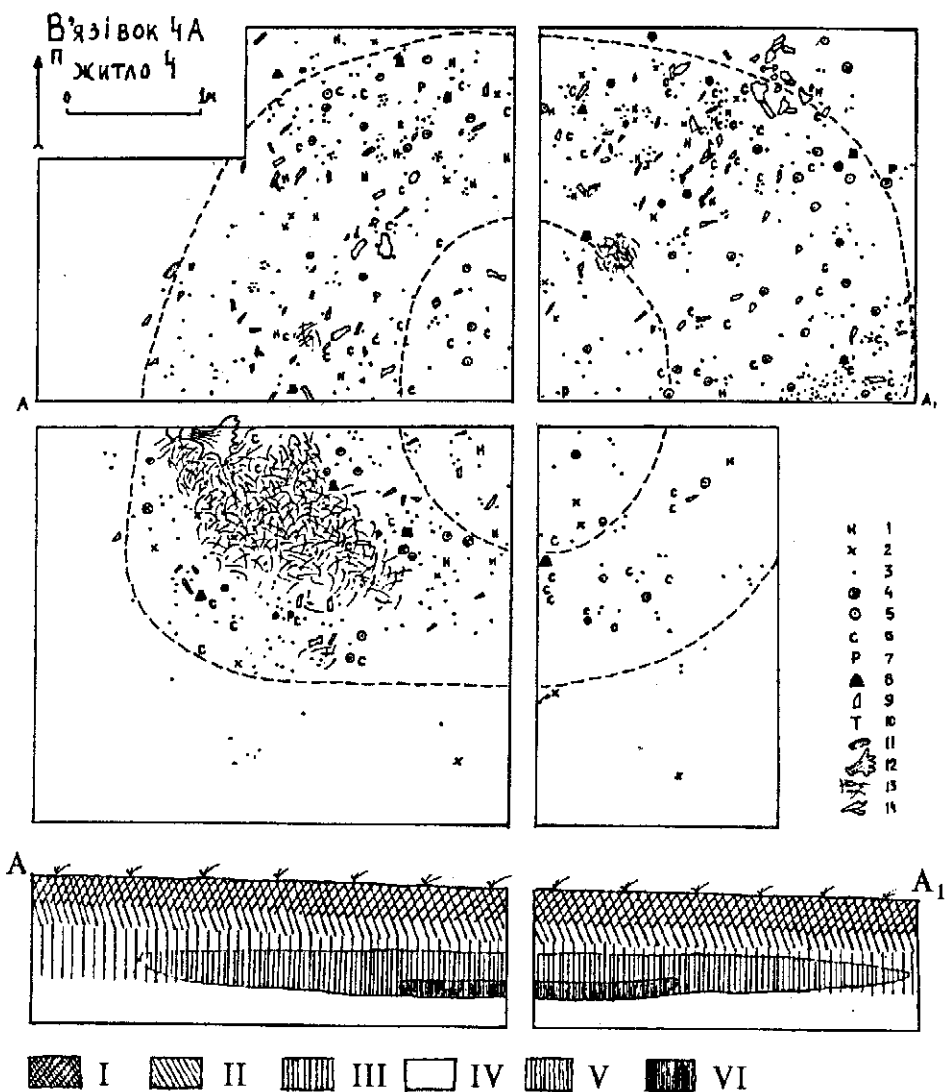 В'язівок 4А
П житло 4
0 1м
А А₁
н 1
x 2
. 3
4
5
с 6
Р 7
8
9
Т 10
11
12
13
14
А А₁
I II III IV V VI